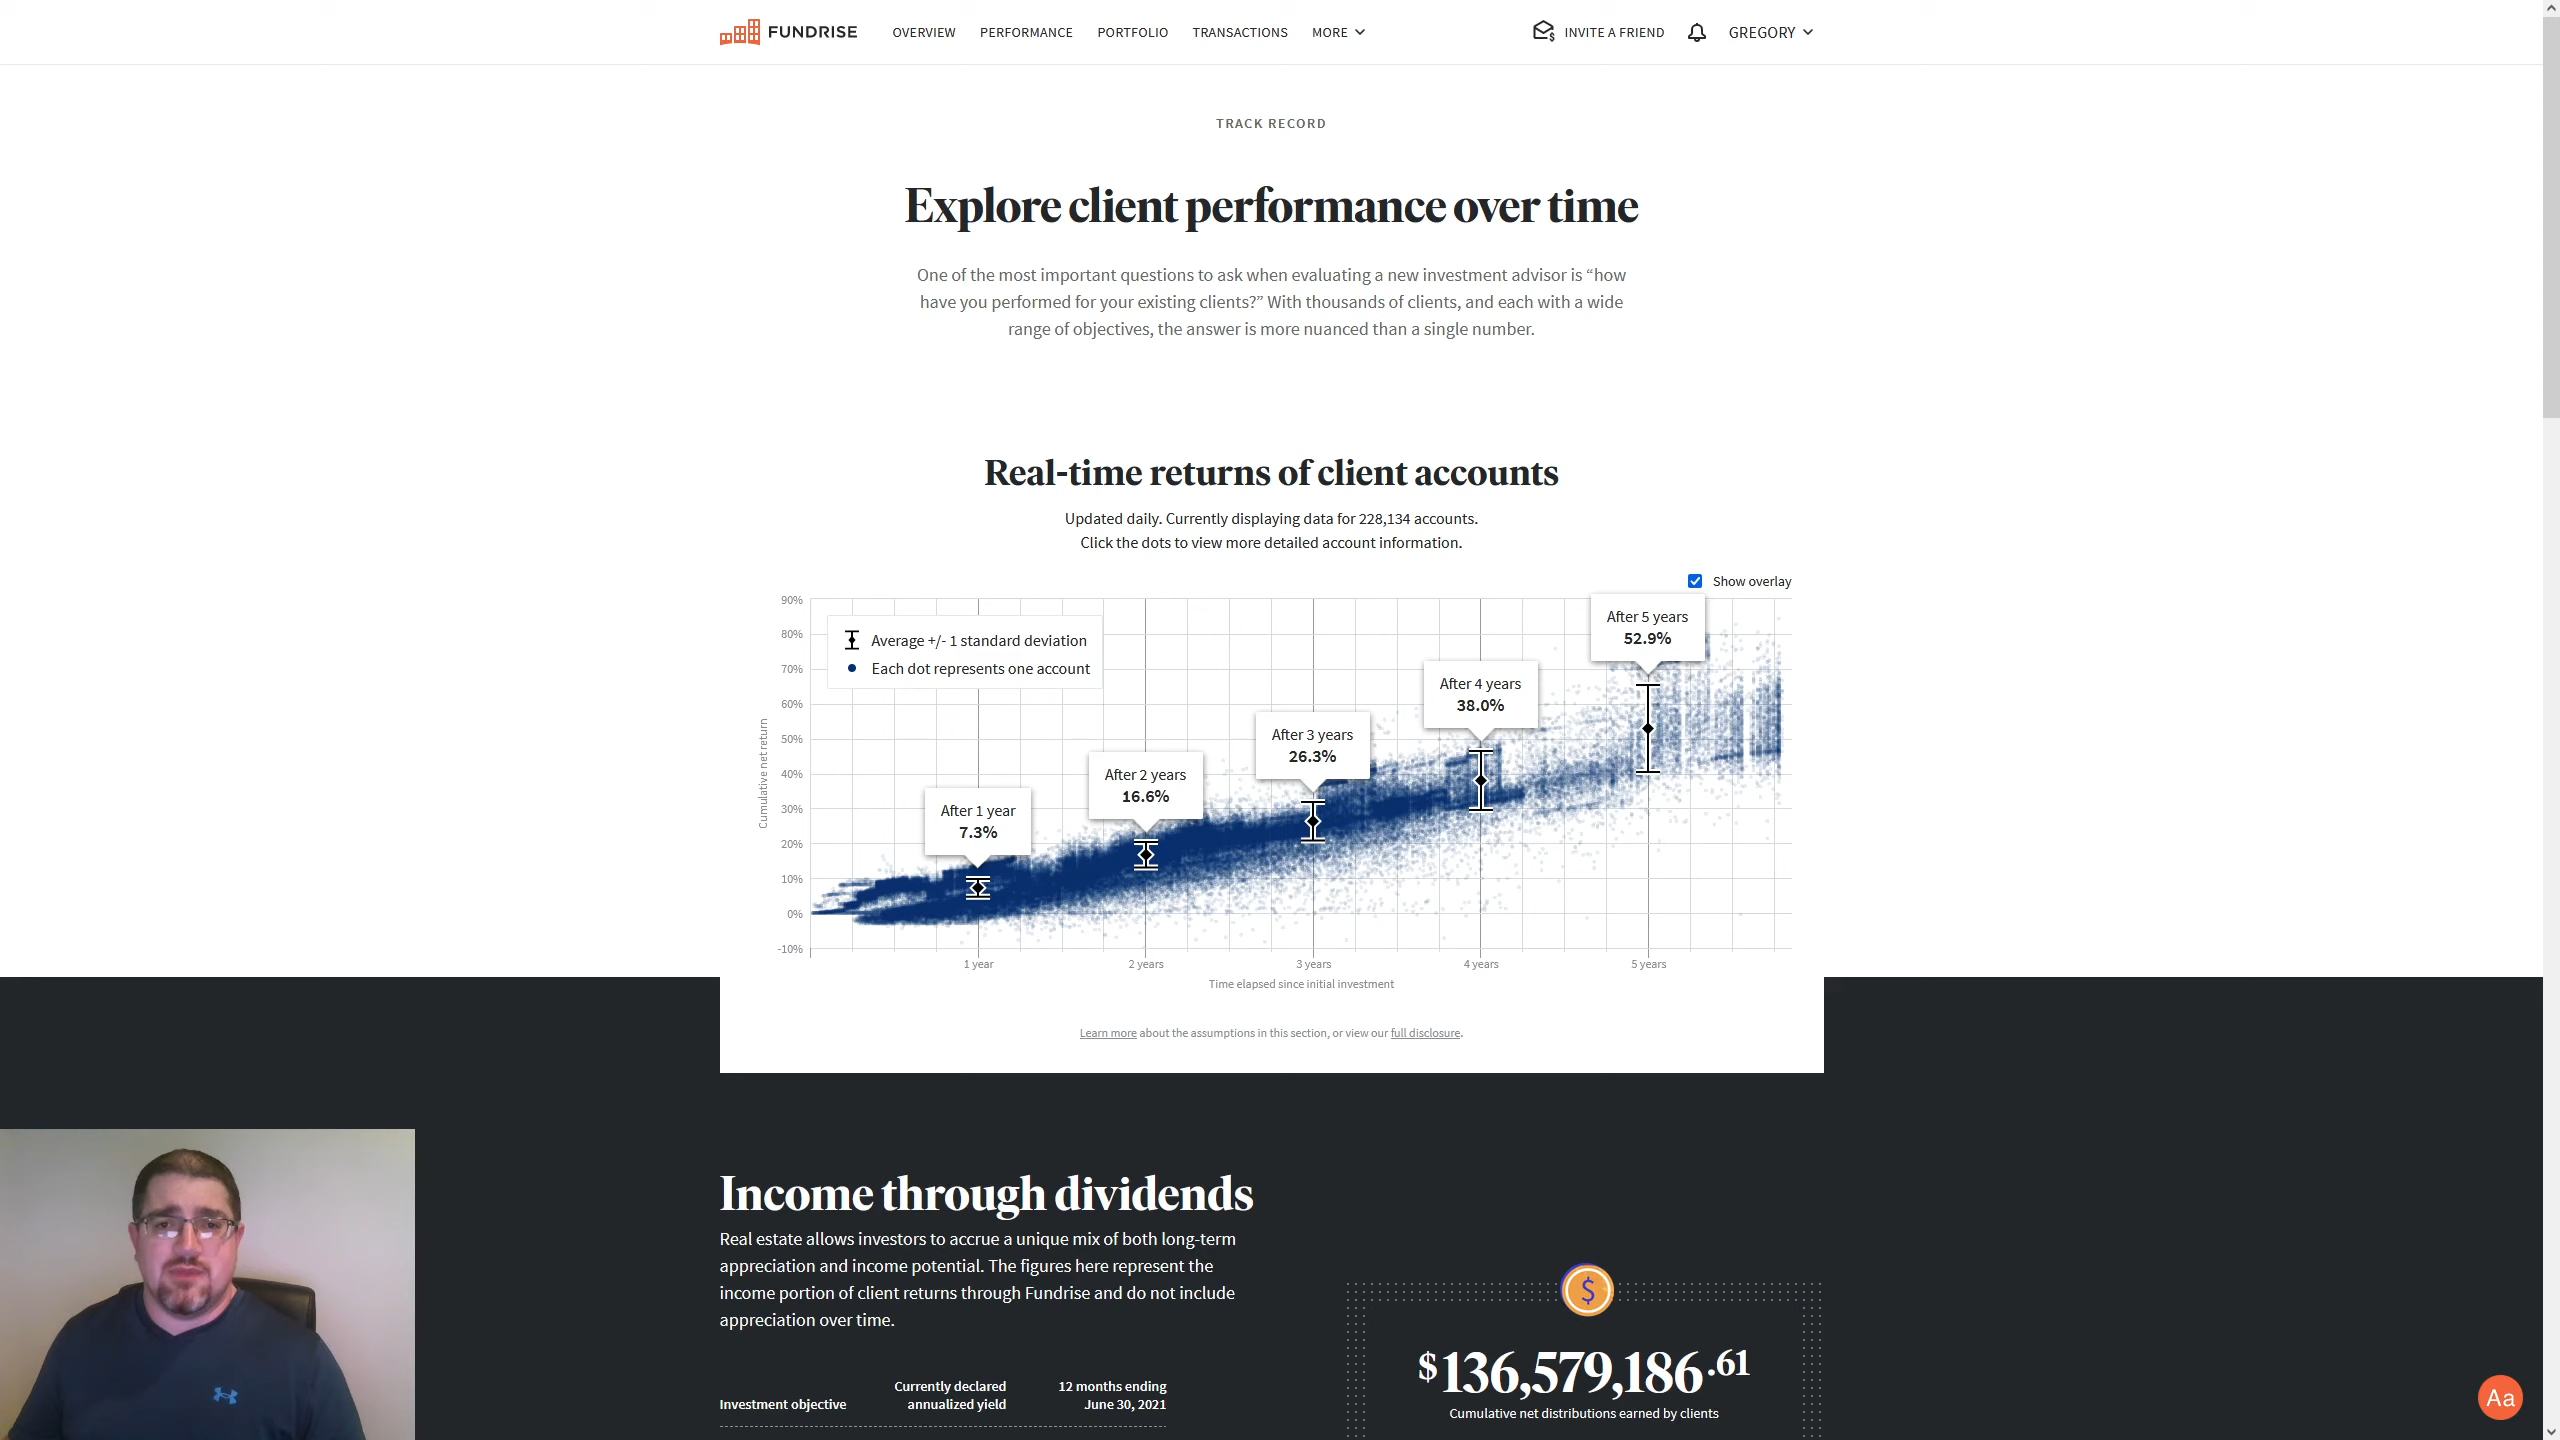 FUNDRISE
OVERVIEW
PERFORMANCE
PORTFOLIO
TRANSACTIONS
MORE
INVITE A FRIEND
GREGORY
TRACK RECORD
Explore client performance over time
One of the most important questions to ask when evaluating a new investment advisor is “how
have you performed for your existing clients?” With thousands of clients, and each with a wide
range of objectives, the answer is more nuanced than a single number.
Real-time returns of client accounts
Updated daily. Currently displaying data for 228,134 accounts.
Click the dots to view more detailed account information.
Show overlay
90%
80%
70%
60%
50%
40%
30%
20%
10%
0%
-10%
Cumulative net return
Average +/- 1 standard deviation
Each dot represents one account
After 1 year
7.3%
After 2 years
16.6%
After 3 years
26.3%
After 4 years
38.0%
After 5 years
52.9%
1 year
2 years
3 years
4 years
5 years
Time elapsed since initial investment
Learn more about the assumptions in this section, or view our full disclosure.
Income through dividends
Real estate allows investors to accrue a unique mix of both long-term
appreciation and income potential. The figures here represent the
income portion of client returns through Fundrise and do not include
appreciation over time.
Investment objective
Currently declared
annualized yield
12 months ending
June 30, 2021
$
$136,579,186.61
Cumulative net distributions earned by clients
Aa